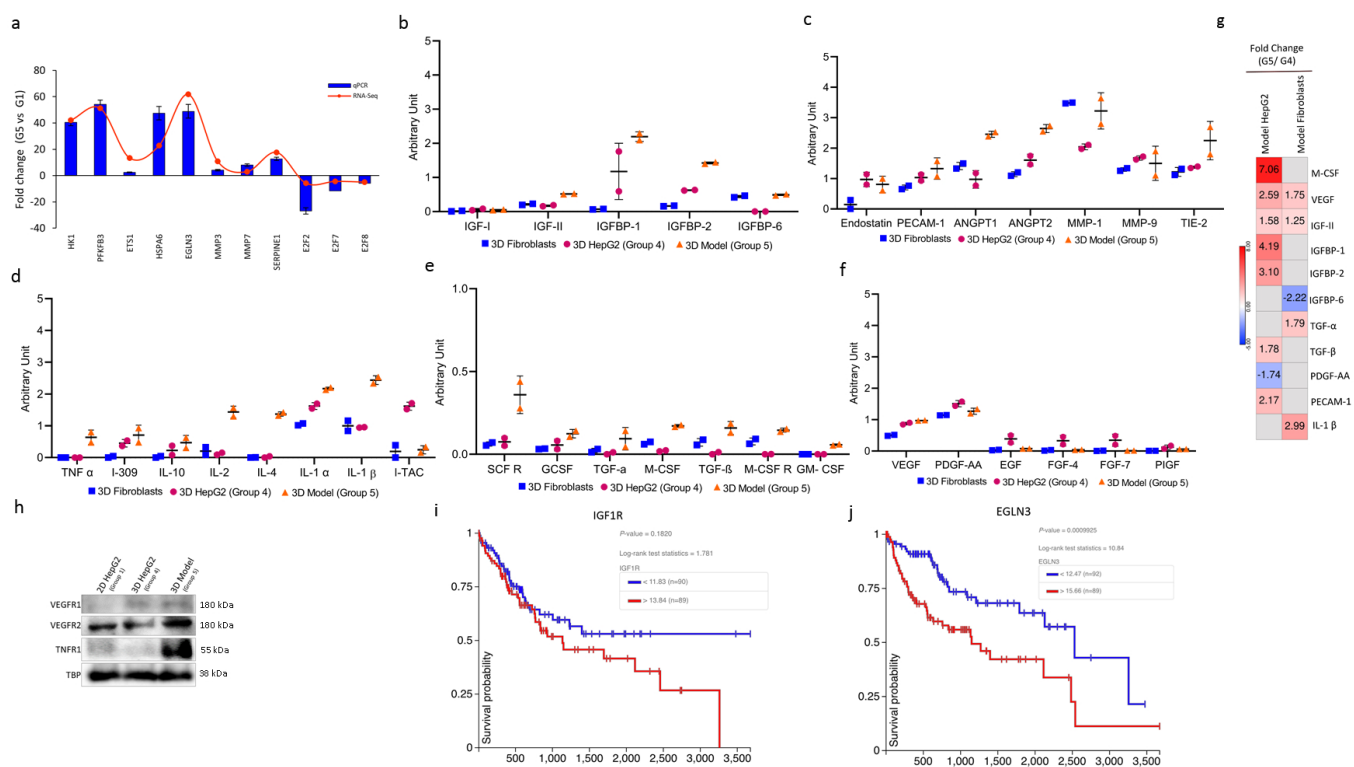 a
Fold change (G5 vs G1)
80
60
40
20
0
-20
-40
qPCR
RNA-Seq
HK1
PFKFB3
ETS1
HSPA6
EGLN3
MMP3
MMP7
SERPINE1
E2F2
E2F7
E2F8
b
Arbitrary Unit
5
4
3
2
1
0
IGF-I IGF-II IGFBP-1 IGFBP-2 IGFBP-6
3D Fibroblasts 3D HepG2 (Group 4) 3D Model (Group 5)
c
Arbitrary Unit
5
4
3
2
1
0
Endostatin PECAM-1 ANGPT1 ANGPT2 MMP-1 MMP-9 TIE-2
3D Fibroblasts 3D HepG2 (Group 4) 3D Model (Group 5)
g
Fold Change
(G5/ G4)
Model HepG2
Model Fibroblasts
7.06 M-CSF
2.59 1.75 VEGF
1.58 1.25 IGF-II
4.19 IGFBP-1
3.10 IGFBP-2
-2.22 IGFBP-6
1.79 TGF-α
1.78 TGF-β
-1.74 PDGF-AA
2.17 PECAM-1
2.99 IL-1 β
8.00
0.00
-5.00
d
Arbitrary Unit
5
4
3
2
1
0
TNF α I-309 IL-10 IL-2 IL-4 IL-1 α IL-1 β I-TAC
3D Fibroblasts 3D HepG2 (Group 4) 3D Model (Group 5)
e
Arbitrary Unit
1.0
0.5
0.0
SCF R GCSF TGF-a M-CSF TGF-ß M-CSF R GM- CSF
3D Fibroblasts 3D HepG2 (Group 4) 3D Model (Group 5)
f
Arbitrary Unit
5
4
3
2
1
0
VEGF PDGF-AA EGF FGF-4 FGF-7 PIGF
3D Fibroblasts 3D HepG2 (Group 4) 3D Model (Group 5)
h
2D HepG2
(Group 1)
3D HepG2
(Group 4)
3D Model
(Group 5)
VEGFR1 180 kDa
VEGFR2 180 kDa
TNFR1 55 kDa
TBP 38 kDa
i
IGF1R
P-value = 0.1820
Log-rank test statistics = 1.781
IGF1R
< 11.83 (n=90)
> 13.84 (n=89)
Survival probability
1
0.75
0.5
0.25
0
500 1,000 1,500 2,000 2,500 3,000 3,500
j
EGLN3
P-value = 0.0009925
Log-rank test statistics = 10.84
EGLN3
< 12.47 (n=92)
> 15.66 (n=89)
Survival probability
1
0.75
0.5
0.25
0
500 1,000 1,500 2,000 2,500 3,000 3,500